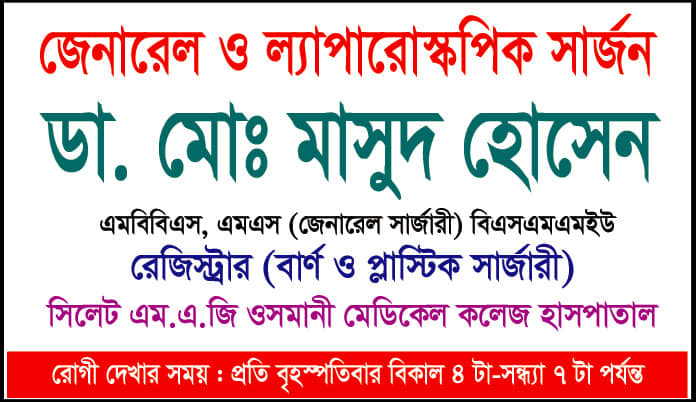 জেনারেল ও ল্যাপারোস্কপিক সার্জন
ডা. মোঃ মাসুদ হোসেন
এমবিবিএস, এমএস (জেনারেল সার্জারী) বিএসএমএমইউ
রেজিস্ট্রার (বার্ণ ও প্লাস্টিক সার্জারী)
সিলেট এম.এ.জি ওসমানী মেডিকেল কলেজ হাসপাতাল
রোগী দেখার সময় : প্রতি বৃহস্পতিবার বিকাল ৪ টা-সন্ধ্যা ৭ টা পর্যন্ত